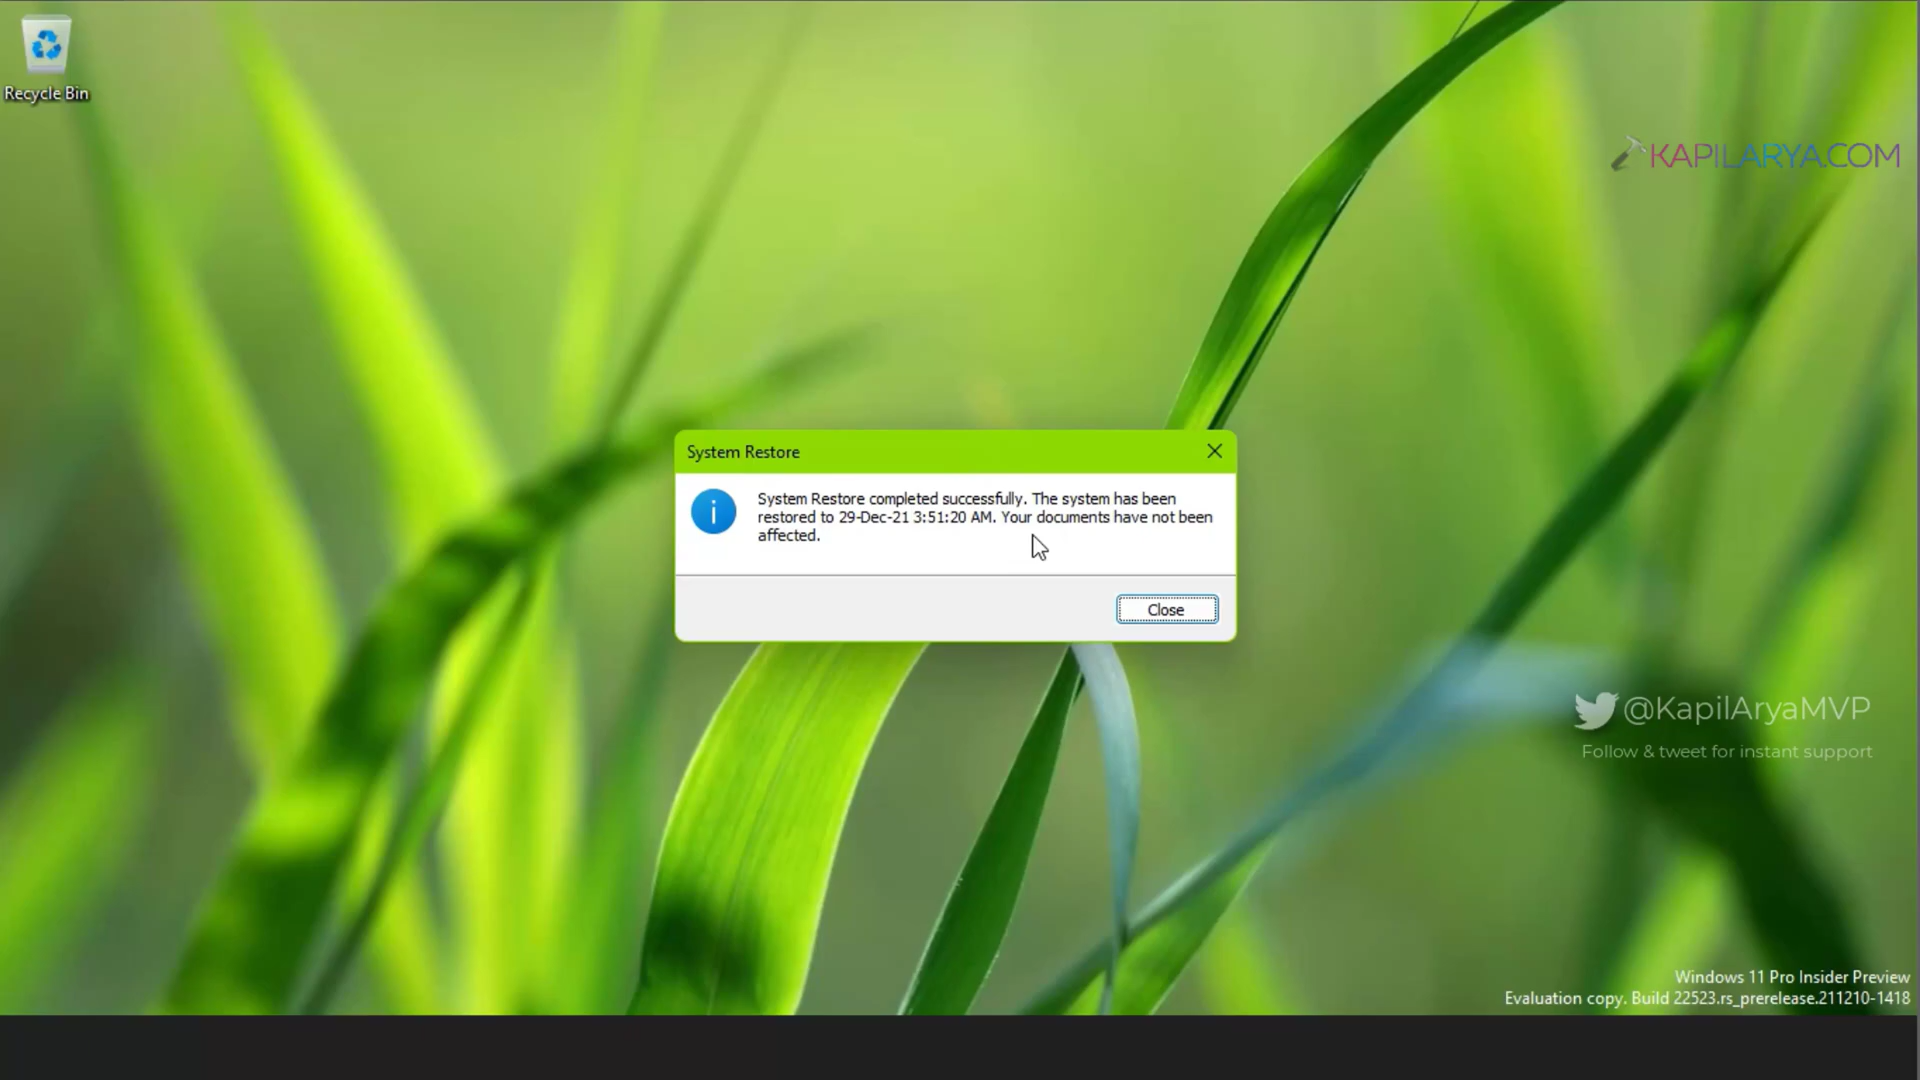 Recycle Bin
KAPILARYA.COM
System Restore
System Restore completed successfully. The system has been
restored to 29-Dec-21 3:51:20 AM. Your documents have not been
affected.
Close
@KapilAryaMVP
Follow & tweet for instant support
Windows 11 Pro Insider Preview
Evaluation copy. Build 22523.rs_prerelease.211210-1418